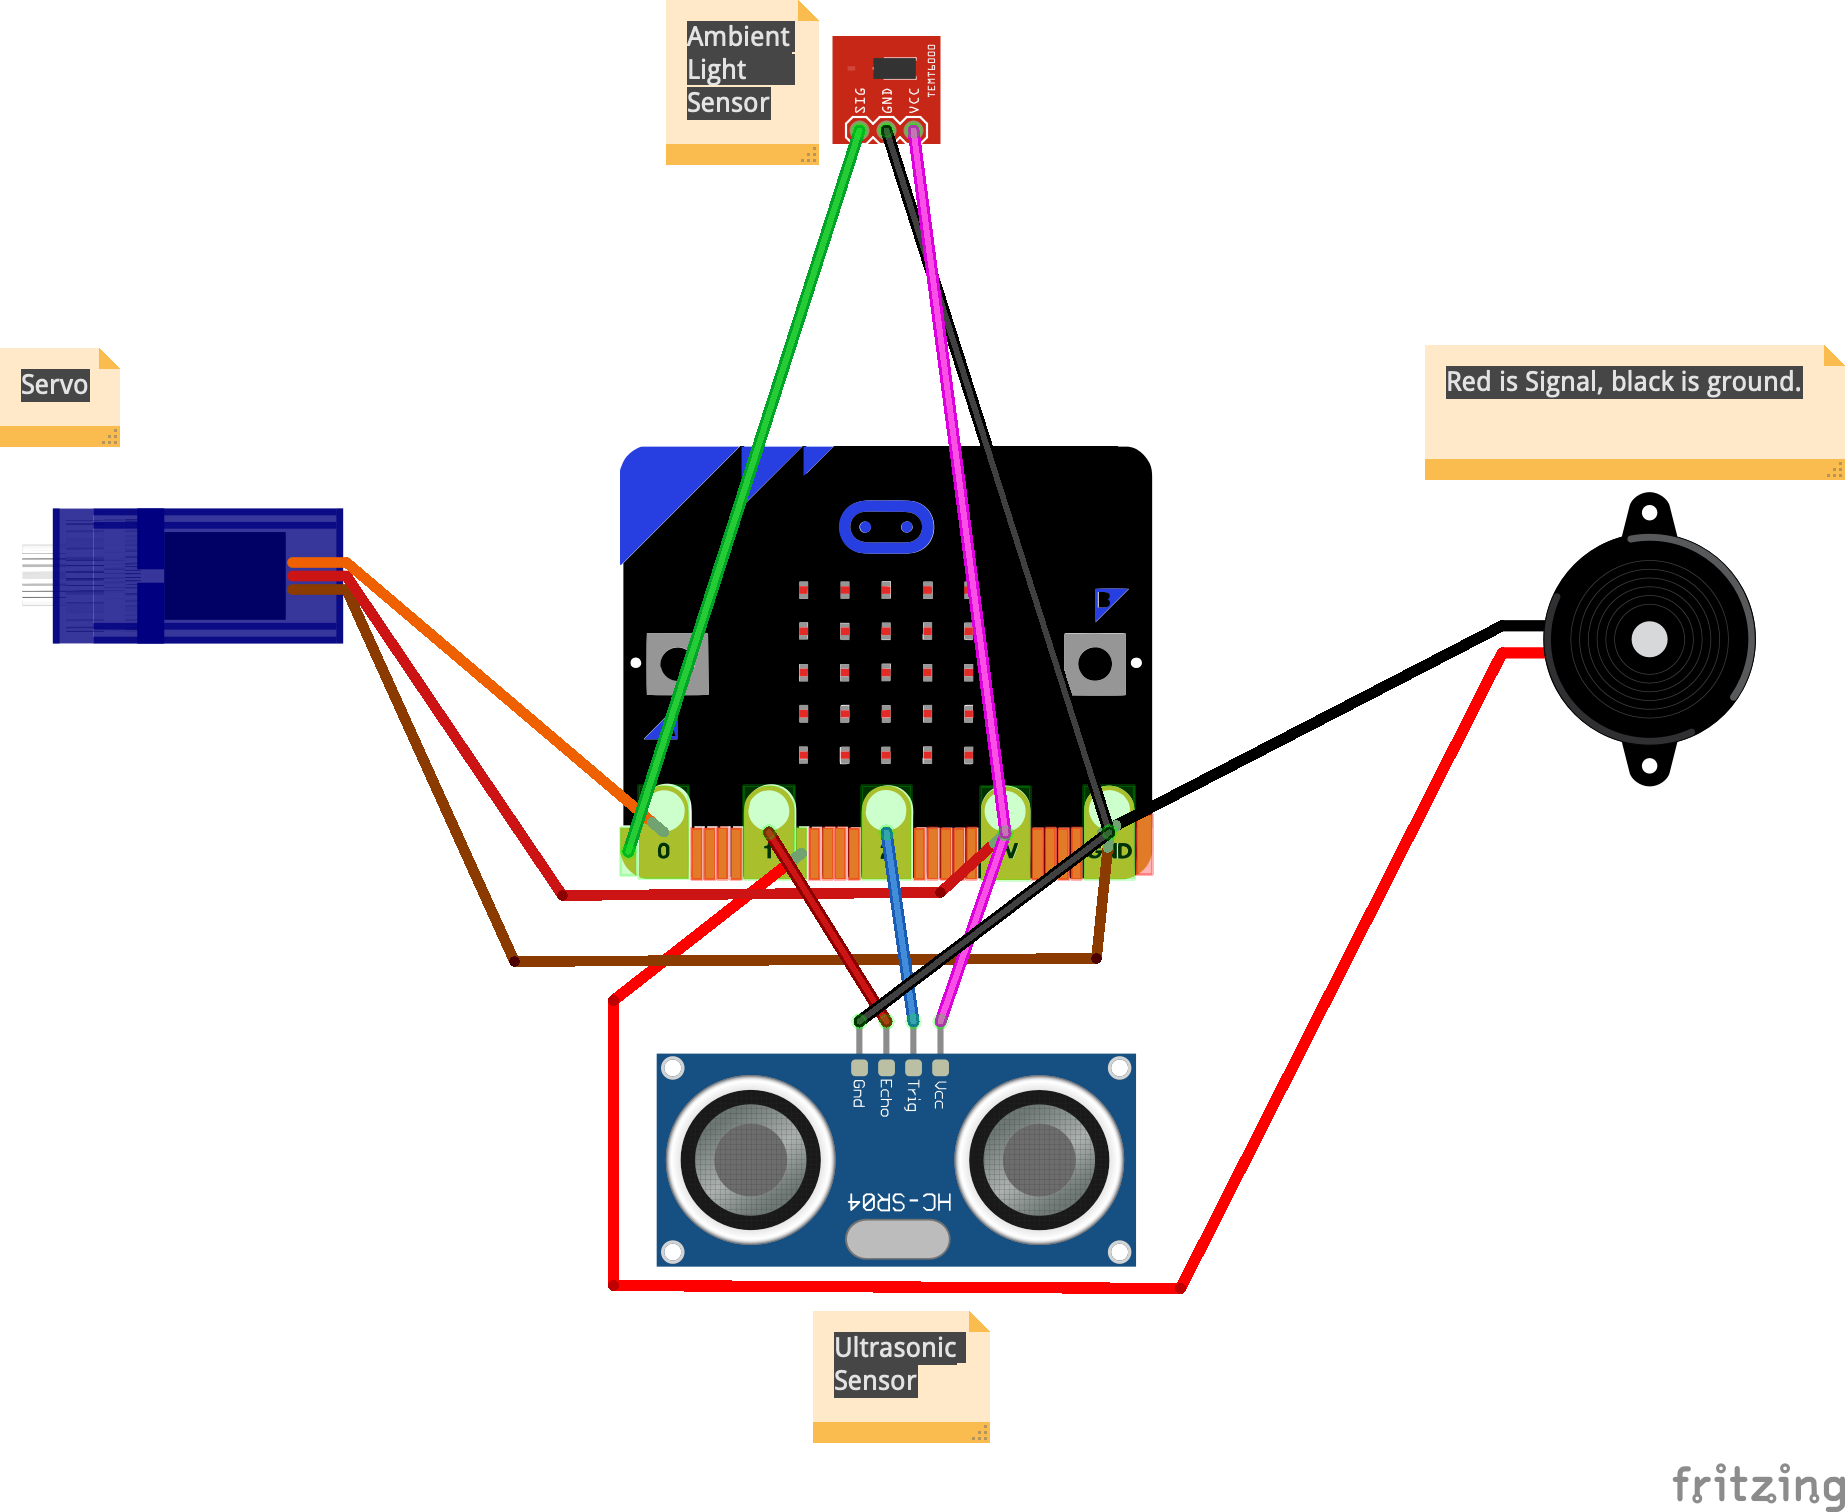 Ambient
Light
Sensor
TEMT6000
SIG
GND
VCC
Servo
Red is Signal, black is ground.
B
0
1
2
V
GND
Gnd
Echo
Trig
Vcc
HC-SR04
Ultrasonic
Sensor
fritzing